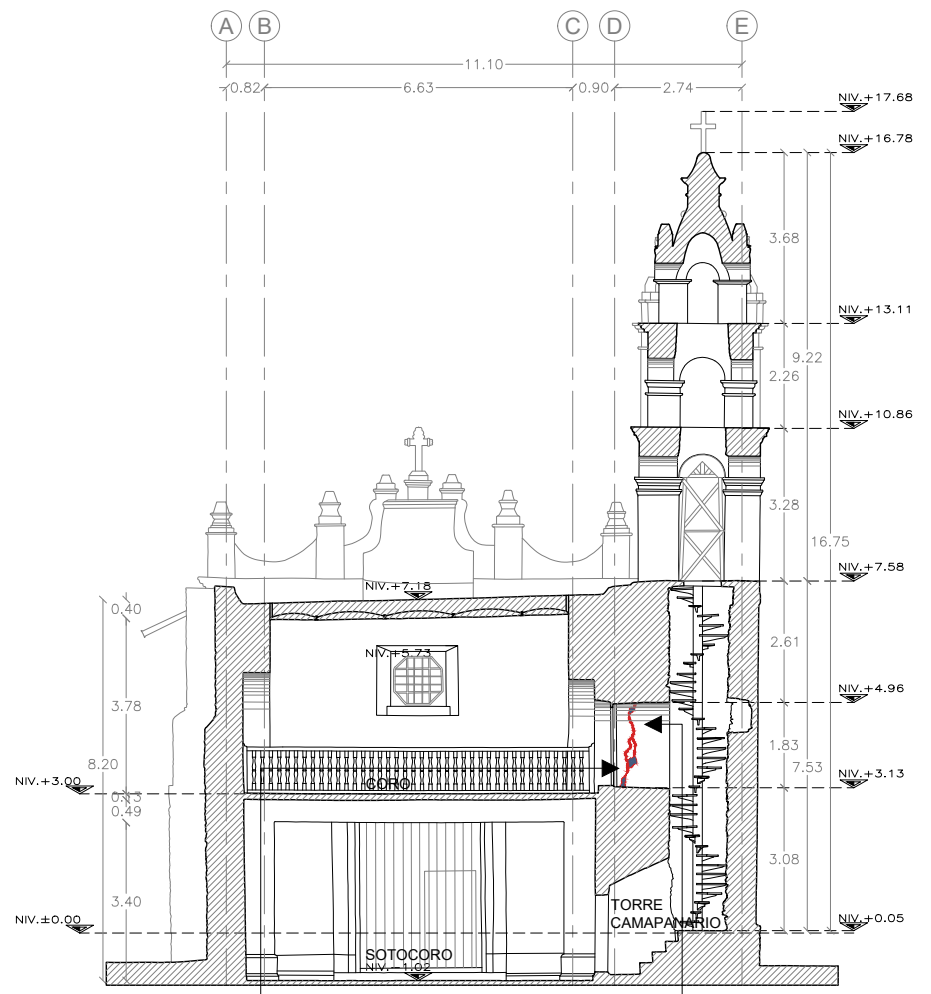 A B C D E
11.10
0.82 6.63 0.90 2.74
NIV.+17.68
NIV.+16.78
3.68
NIV.+13.11
9.22
2.26
NIV.+10.86
3.28
16.75
NIV.+7.58
NIV.+7.18
0.40
2.61
NIV.+5.73
NIV.+4.96
3.78
1.83
8.20
7.53
NIV.+3.00
CORO
NIV.+3.13
0.49
3.08
3.40
TORRE
CAMAPANARIO
NIV.±0.00
NIV.+0.05
SOTOCORO
NIV.-1.02